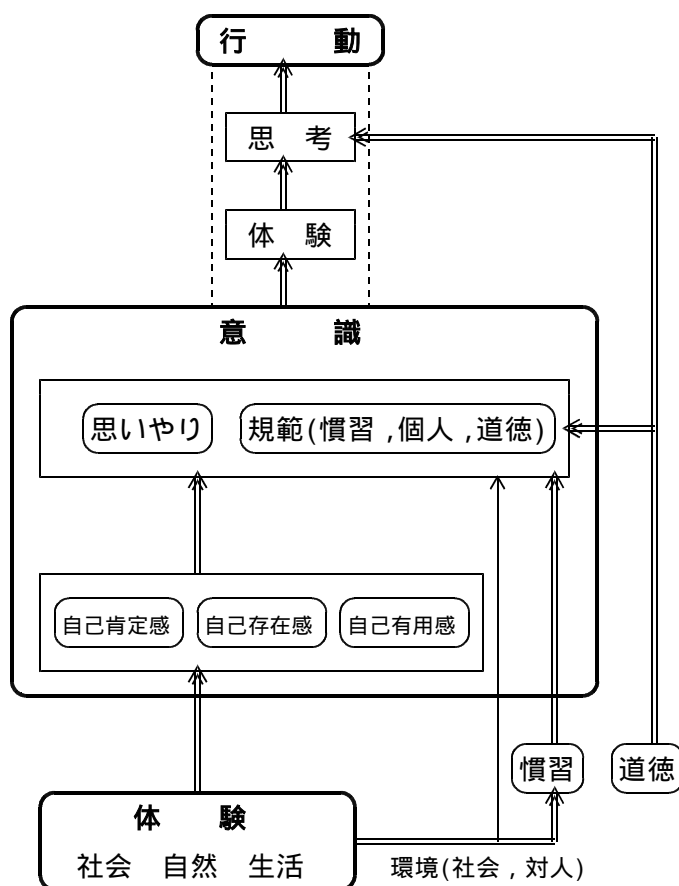 行　動
思　考
体　験
意　識
思いやり　規範(慣習,個人,道徳)
自己肯定感　自己存在感　自己有用感
慣習　道徳
体　験
社会　自然　生活　環境(社会,対人)